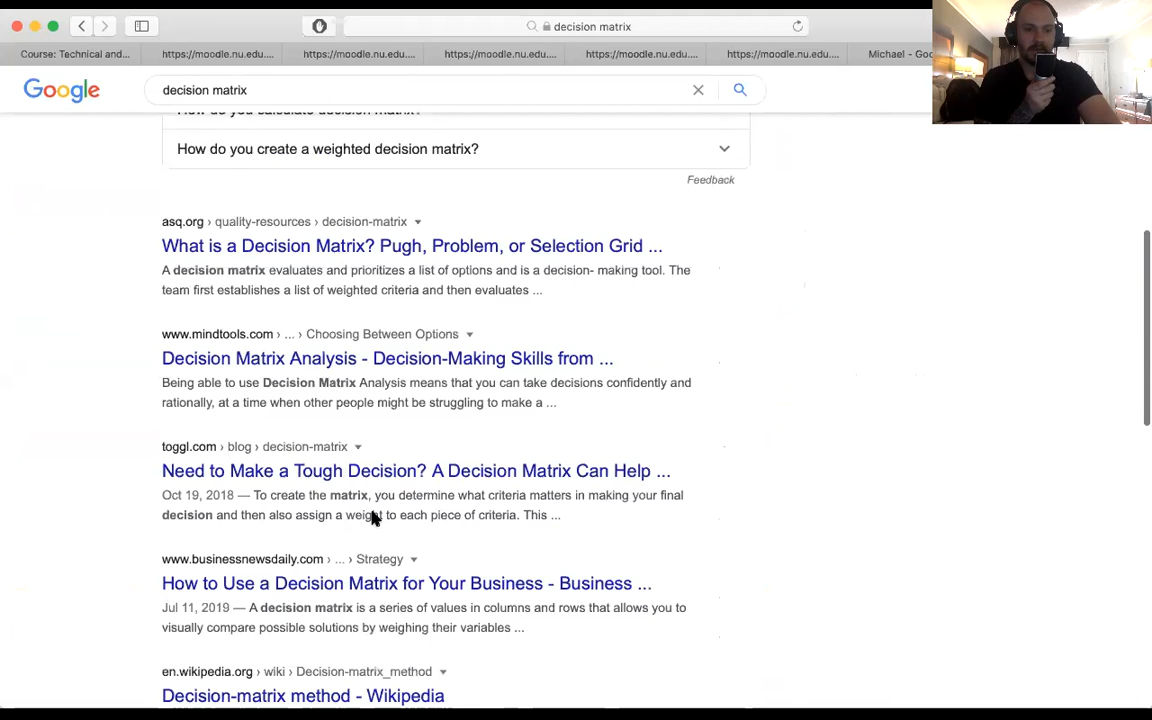 decision matrix
Course: Technical and...
https://moodle.nu.edu....
https://moodle.nu.edu....
https://moodle.nu.edu....
https://moodle.nu.edu....
https://moodle.nu.edu....
Michael - Goo
Google
decision matrix
How do you calculate decision matrix?
How do you create a weighted decision matrix?
Feedback
asq.org › quality-resources › decision-matrix
What is a Decision Matrix? Pugh, Problem, or Selection Grid ...
A decision matrix evaluates and prioritizes a list of options and is a decision- making tool. The
team first establishes a list of weighted criteria and then evaluates ...
www.mindtools.com › ... › Choosing Between Options
Decision Matrix Analysis - Decision-Making Skills from ...
Being able to use Decision Matrix Analysis means that you can take decisions confidently and
rationally, at a time when other people might be struggling to make a ...
toggl.com › blog › decision-matrix
Need to Make a Tough Decision? A Decision Matrix Can Help ...
Oct 19, 2018 — To create the matrix, you determine what criteria matters in making your final
decision and then also assign a weight to each piece of criteria. This ...
www.businessnewsdaily.com › ... › Strategy
How to Use a Decision Matrix for Your Business - Business ...
Jul 11, 2019 — A decision matrix is a series of values in columns and rows that allows you to
visually compare possible solutions by weighing their variables ...
en.wikipedia.org › wiki › Decision-matrix_method
Decision-matrix method - Wikipedia